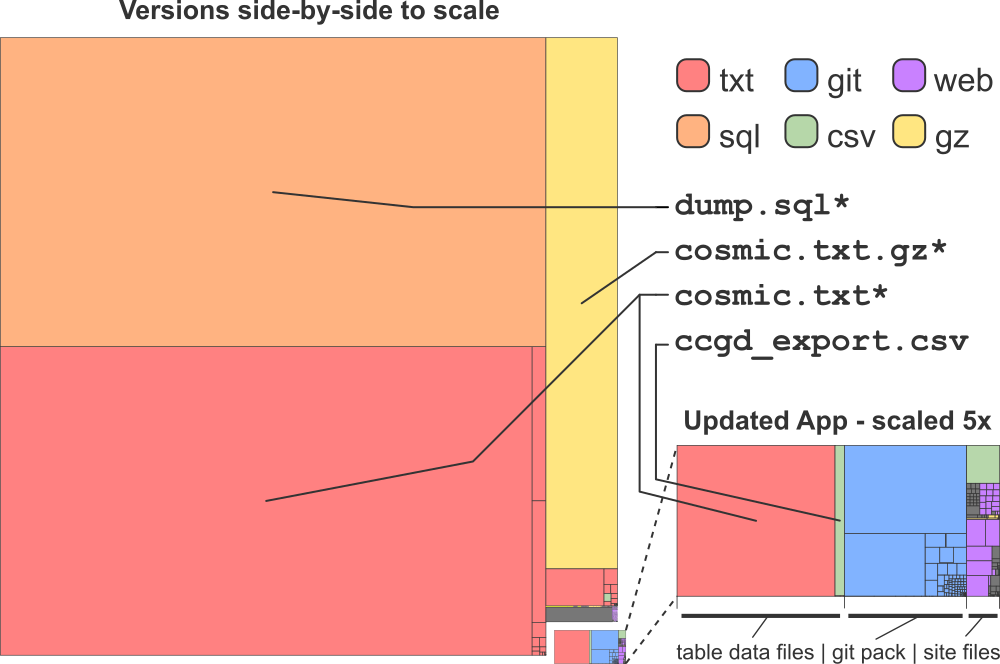 Versions side-by-side to scale
txt git web
sql csv gz
dump.sql*
cosmic.txt.gz*
cosmic.txt*
ccgd_export.csv
Updated App - scaled 5x
table data files | git pack | site files